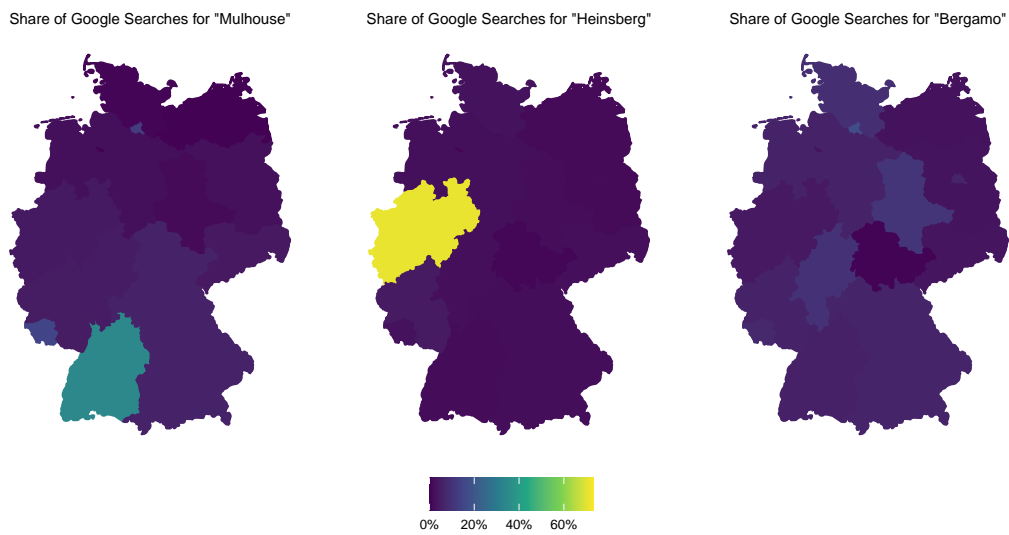 Share of Google Searches for "Mulhouse"
Share of Google Searches for "Heinsberg"
Share of Google Searches for "Bergamo"
0% 20% 40% 60%